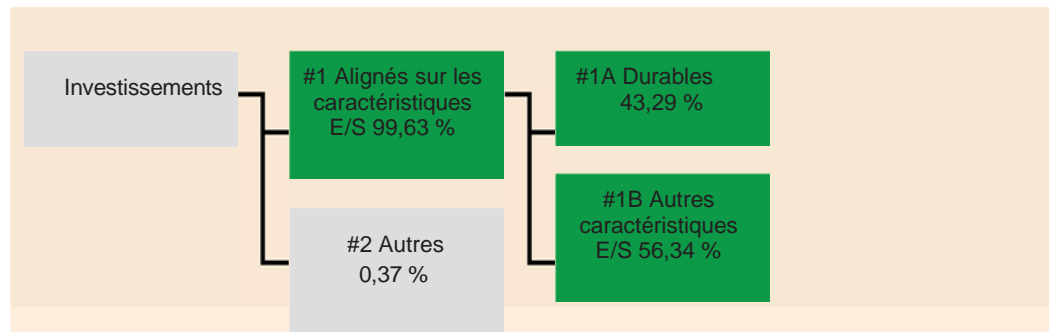 Investissements
#1 Alignés sur les
caractéristiques
E/S 99,63 %
#1A Durables
43,29 %
#2 Autres
0,37 %
#1B Autres
caractéristiques
E/S 56,34 %